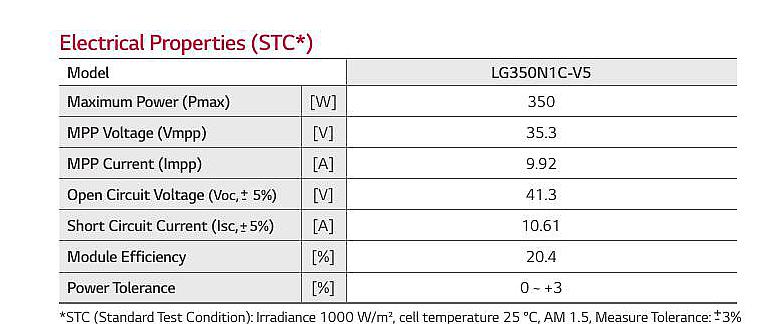 Electrical Properties (STC*)
Model LG350N1C-V5
Maximum Power (Pmax) [W] 350
MPP Voltage (Vmpp) [V] 35.3
MPP Current (Impp) [A] 9.92
Open Circuit Voltage (Voc,± 5%) [V] 41.3
Short Circuit Current (Isc,±5%) [A] 10.61
Module Efficiency [%] 20.4
Power Tolerance [%] 0 ~ +3
*STC (Standard Test Condition): Irradiance 1000 W/m², cell temperature 25 °C, AM 1.5, Measure Tolerance: ±3%